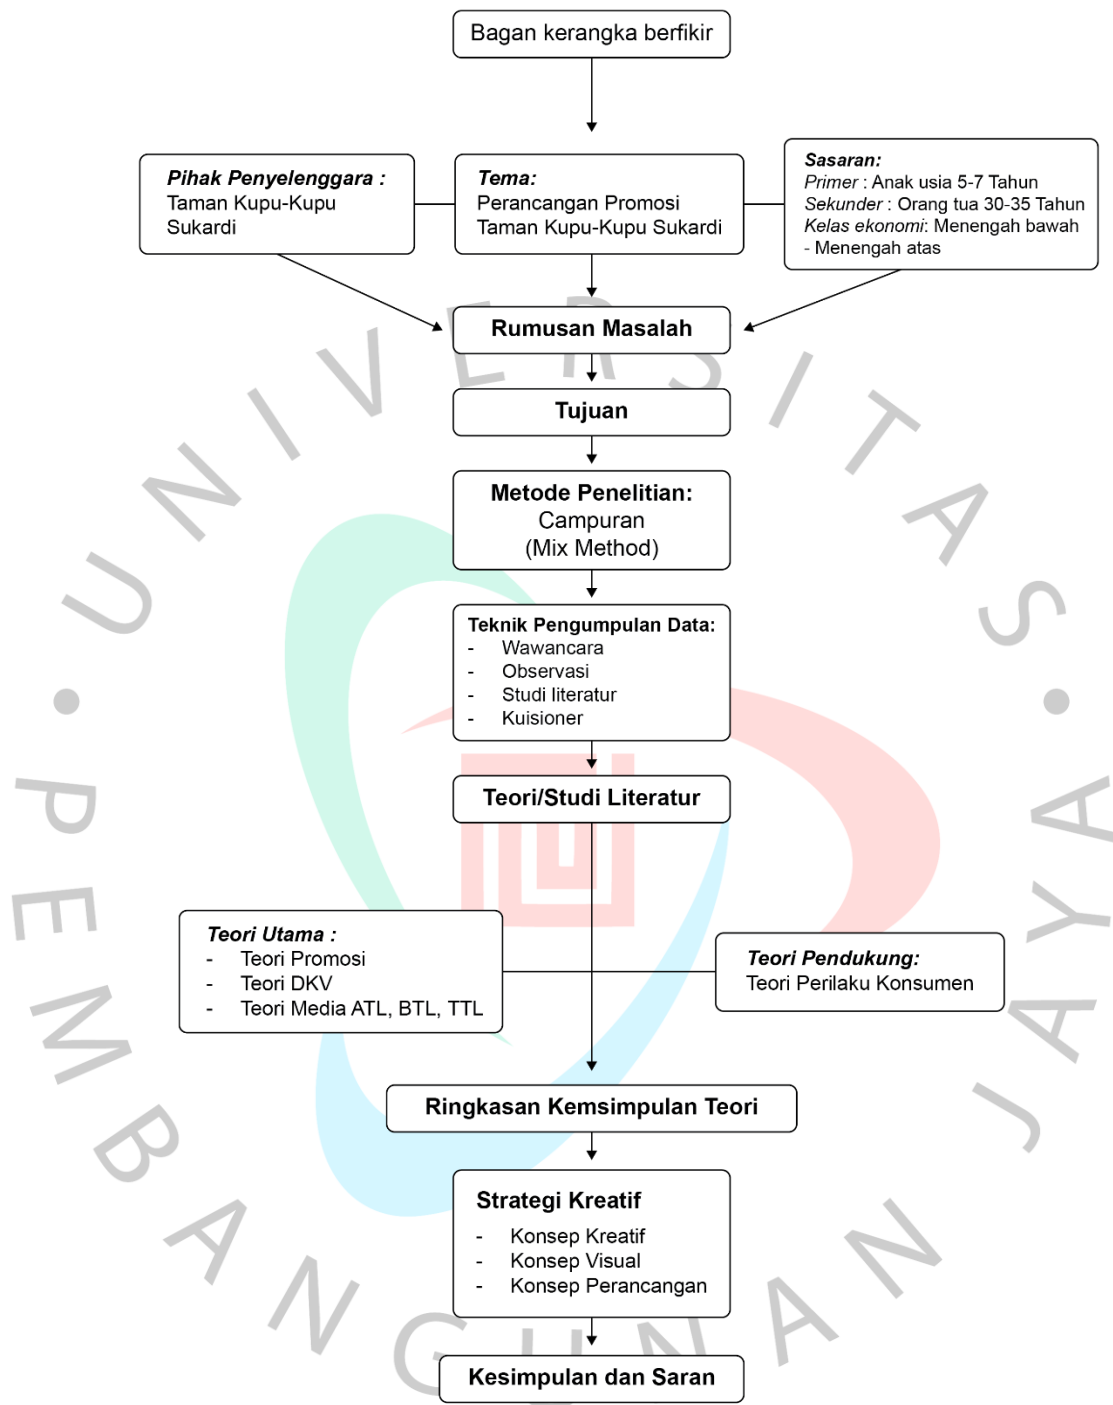 Bagan kerangka berfikir
Pihak Penyelenggara :
Taman Kupu-Kupu
Sukardi
Tema:
Perancangan Promosi
Taman Kupu-Kupu Sukardi
Sasaran:
Primer : Anak usia 5-7 Tahun
Sekunder : Orang tua 30-35 Tahun
Kelas ekonomi: Menengah bawah
- Menengah atas
Rumusan Masalah
Tujuan
Metode Penelitian:
Campuran
(Mix Method)
Teknik Pengumpulan Data:
- Wawancara
- Observasi
- Studi literatur
- Kuisioner
Teori/Studi Literatur
Teori Utama :
- Teori Promosi
- Teori DKV
- Teori Media ATL, BTL, TTL
Teori Pendukung:
Teori Perilaku Konsumen
Ringkasan Kemsimpulan Teori
Strategi Kreatif
- Konsep Kreatif
- Konsep Visual
- Konsep Perancangan
Kesimpulan dan Saran
UNIVERSITAS
PEMBANGUNAN JAYA